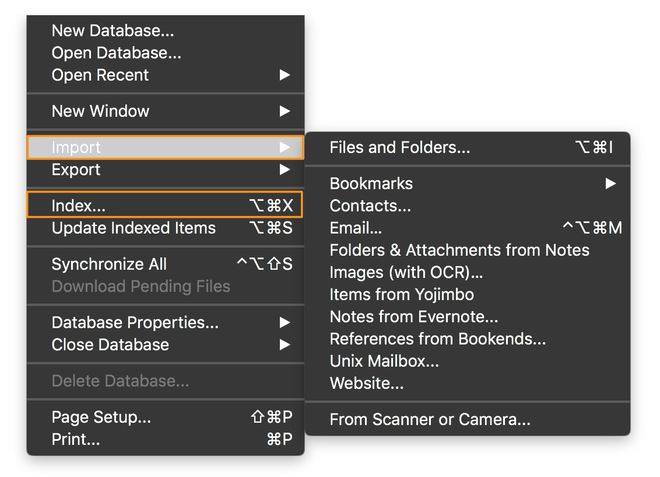 New Database...
Open Database...
Open Recent ▶
New Window ▶
Import ▶
Export ▶
Index... ⌥⌘X
Update Indexed Items ⌥⌘S
Synchronize All ^⌥⇧S
Download Pending Files
Database Properties... ▶
Close Database ▶
Delete Database...
Page Setup... ⇧⌘P
Print... ⌘P
Files and Folders... ⌥⌘I
Bookmarks ▶
Contacts...
Email... ^⌥⌘M
Folders & Attachments from Notes
Images (with OCR)...
Items from Yojimbo
Notes from Evernote...
References from Bookends...
Unix Mailbox...
Website...
From Scanner or Camera...